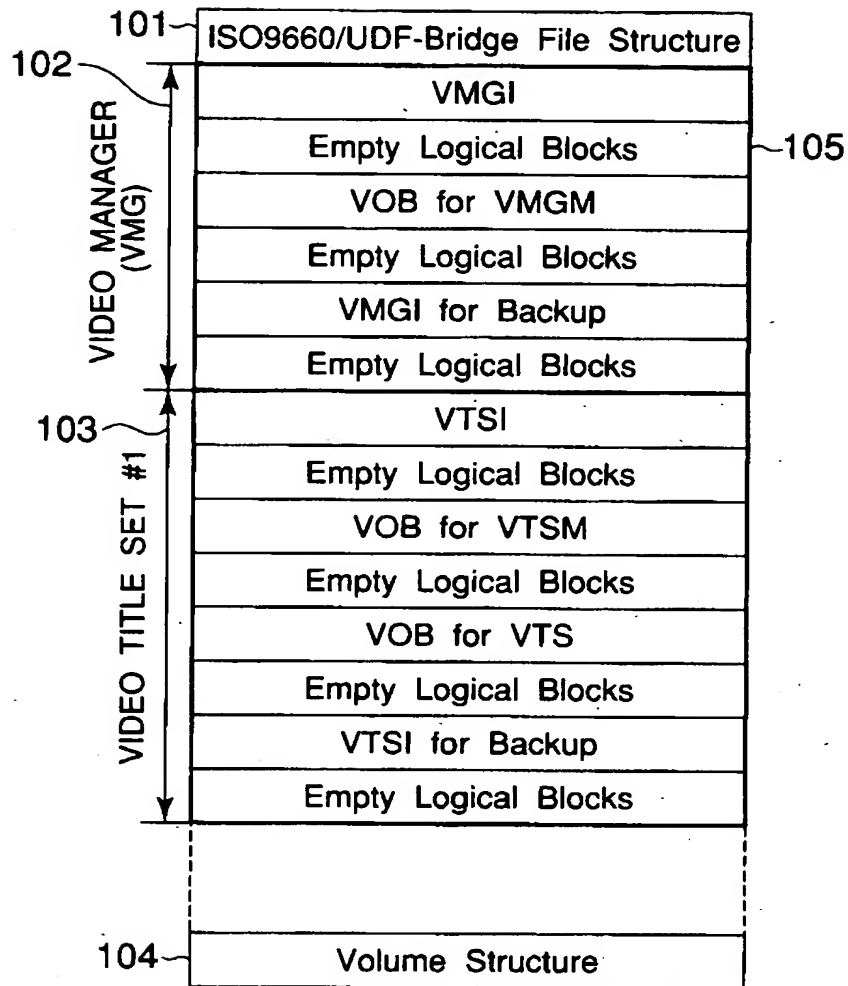 101
ISO9660/UDF-Bridge File Structure
102
VIDEO MANAGER
(VMG)
VMGI
Empty Logical Blocks
105
VOB for VMGM
Empty Logical Blocks
VMGI for Backup
Empty Logical Blocks
103
VIDEO TITLE SET #1
VTSI
Empty Logical Blocks
VOB for VTSM
Empty Logical Blocks
VOB for VTS
Empty Logical Blocks
VTSI for Backup
Empty Logical Blocks
104
Volume Structure